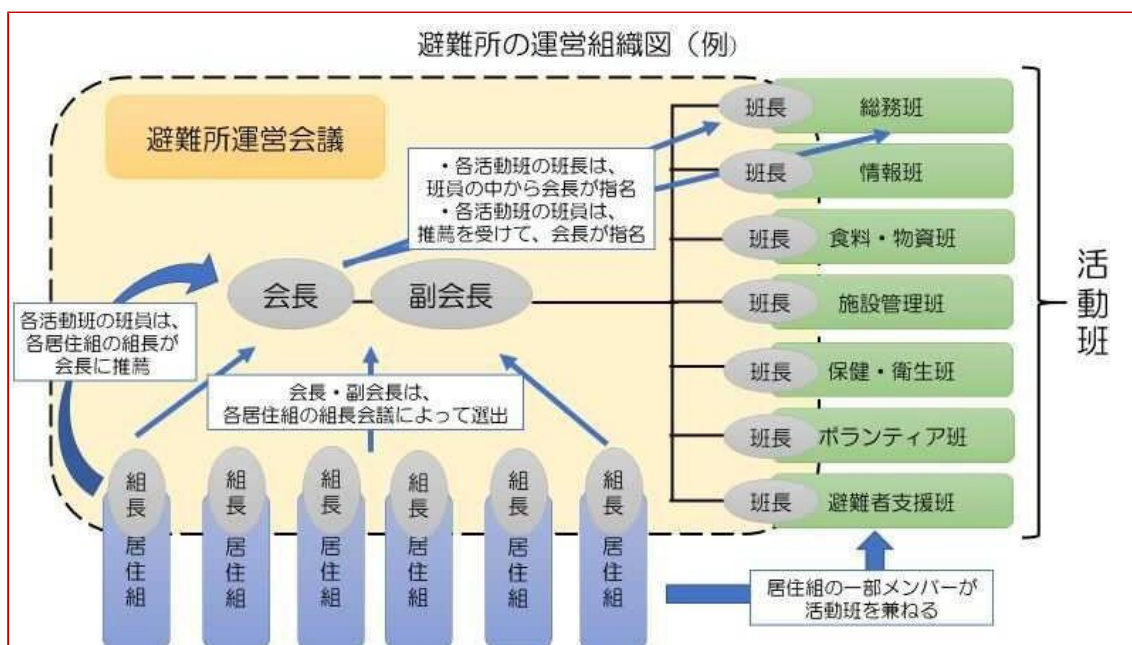 避難所の運営組織図（例）
避難所運営会議
・各活動班の班長は、
班員の中から会長が指名
・各活動班の班員は、
推薦を受けて、会長が指名
班長
総務班
班長
情報班
班長
食料・物資班
班長
施設管理班
班長
保健・衛生班
班長
ボランティア班
班長
避難者支援班
活動班
会長
副会長
各活動班の班員は、
各居住組の組長が
会長に推薦
会長・副会長は、
各居住組の組長会議によって選出
組長
居住組
組長
居住組
組長
居住組
組長
居住組
組長
居住組
組長
居住組
居住組の一部メンバーが
活動班を兼ねる